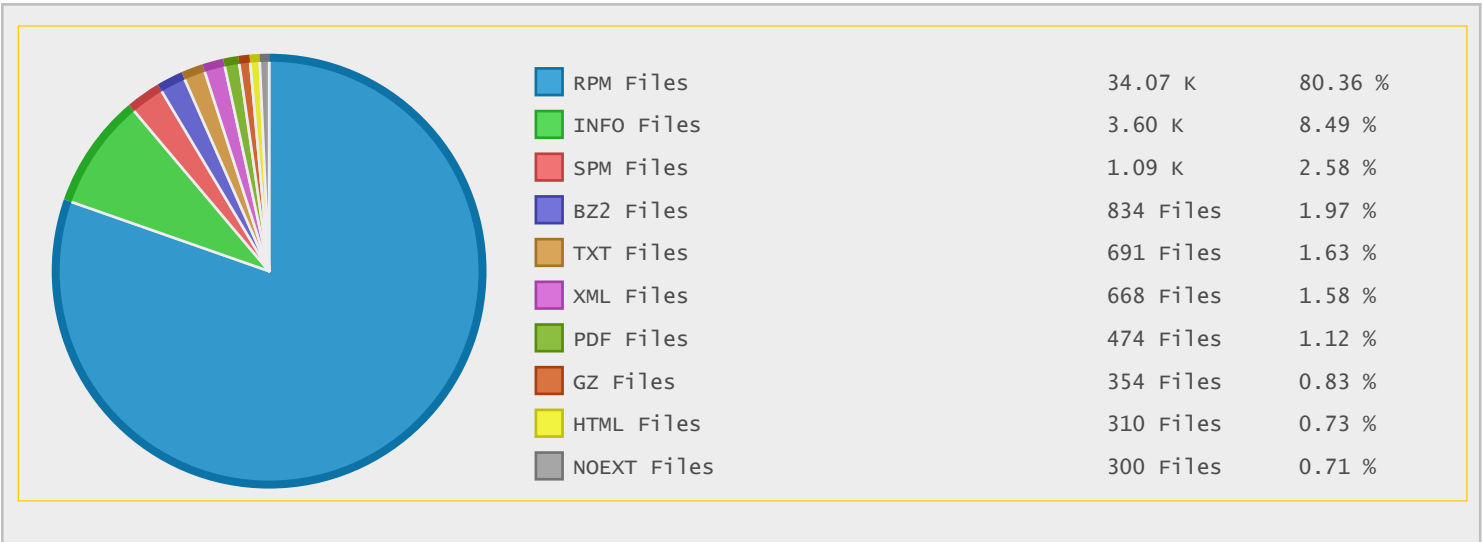 RPM Files 34.07 K 80.36 %
INFO Files 3.60 K 8.49 %
SPM Files 1.09 K 2.58 %
BZ2 Files 834 Files 1.97 %
TXT Files 691 Files 1.63 %
XML Files 668 Files 1.58 %
PDF Files 474 Files 1.12 %
GZ Files 354 Files 0.83 %
HTML Files 310 Files 0.73 %
NOEXT Files 300 Files 0.71 %